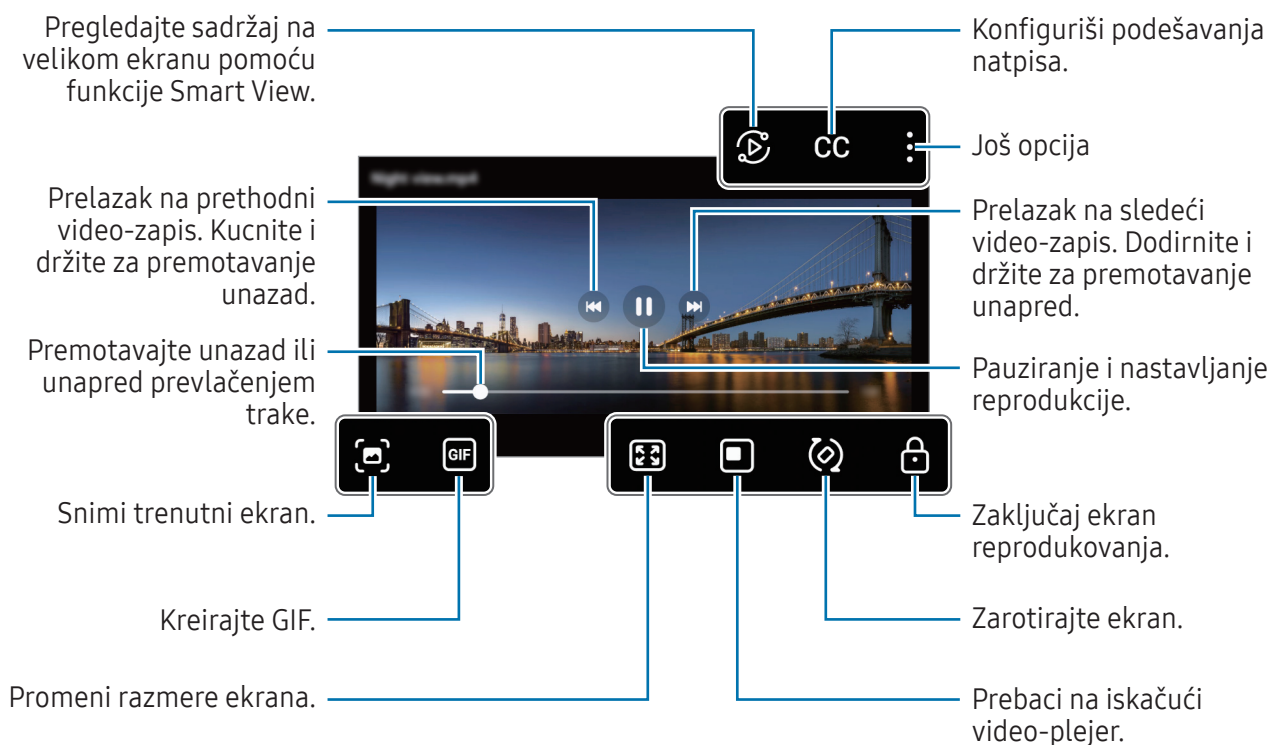 Pregledajte sadržaj na
velikom ekranu pomoću
funkcije Smart View.
Konfiguriši podešavanja
natpisa.
CC
Još opcija
Night view.mp4
Prelazak na prethodni
video-zapis. Kucnite i
držite za premotavanje
unazad.
Prelazak na sledeći
video-zapis. Dodirnite i
držite za premotavanje
unapred.
Premotavajte unazad ili
unapred prevlačenjem
trake.
Pauziranje i nastavljanje
reprodukcije.
GIF
Snimi trenutni ekran.
Zaključaj ekran
reprodukovanja.
Kreirajte GIF.
Zarotirajte ekran.
Promeni razmere ekrana.
Prebaci na iskačući
video-plejer.